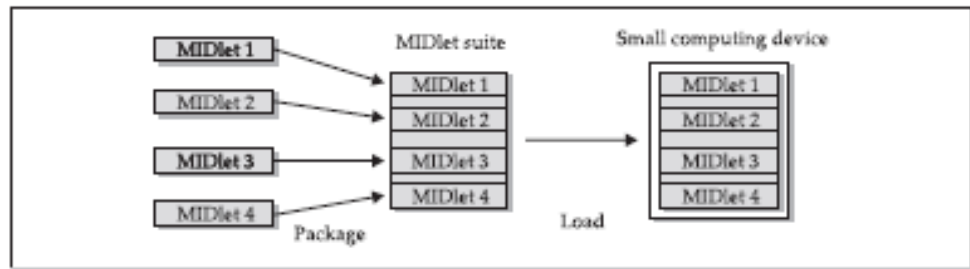 MIDlet 1
MIDlet 2
MIDlet 3
MIDlet 4
Package
MIDlet suite
MIDlet 1
MIDlet 2
MIDlet 3
MIDlet 4
Load
Small computing device
MIDlet 1
MIDlet 2
MIDlet 3
MIDlet 4